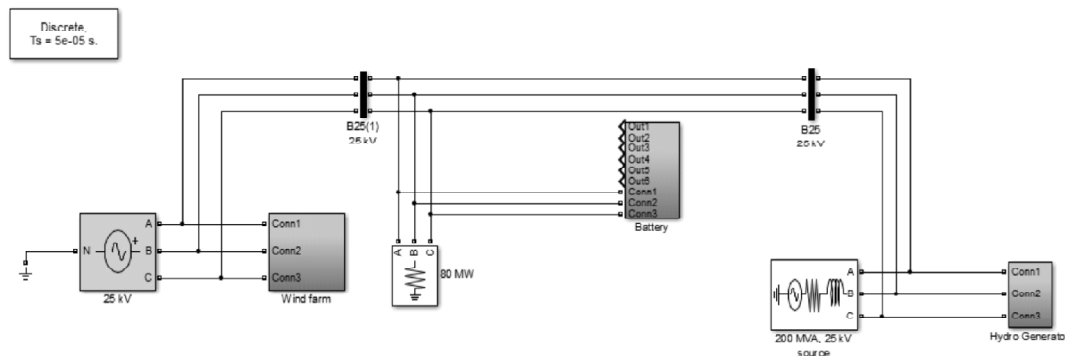 Discrete,
Ts = 5e-05 s.
B25(1)
25 kV
B25
25 kV
Out1
Out2
Out3
Out4
Out5
Out6
Conn1
Conn2
Conn3
Battery
N
A
B
C
25 kV
Conn1
Conn2
Conn3
Wind farm
A B C
80 MW
A
B
C
200 MVA, 25 kV
source
Conn1
Conn2
Conn3
Hydro Generato